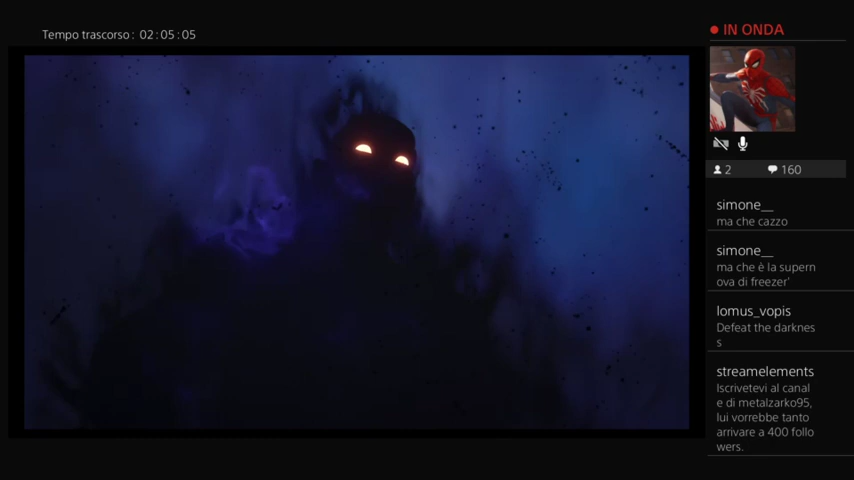 Tempo trascorso: 02:05:05
IN ONDA
2 160
simone__
ma che cazzo
simone__
ma che è la supern
ova di freezer'
lomus_vopis
Defeat the darknes
s
streamelements
Iscrivetevi al canal
e di metalzarko95,
lui vorrebbe tanto
arrivare a 400 follo
wers.